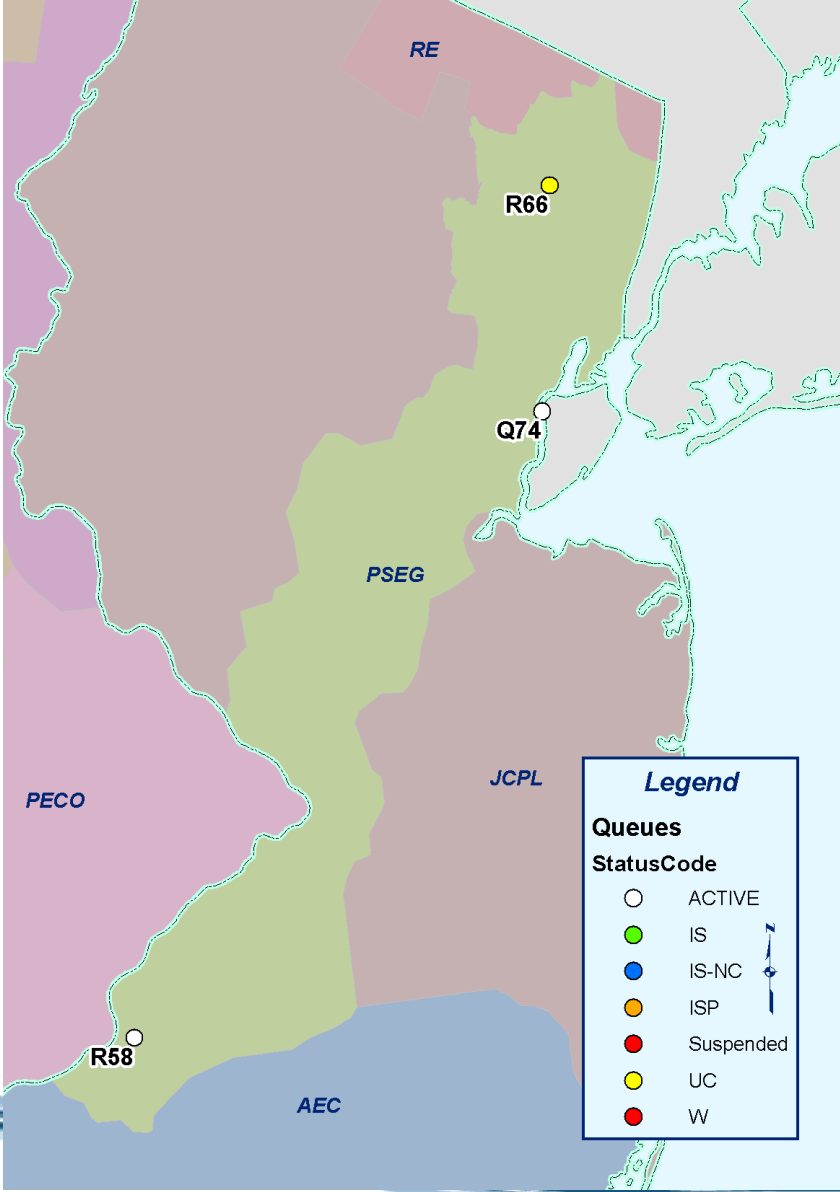 RE
R66
Q74
PSEG
JCPL
PECO
R58
AEC
Legend
Queues
StatusCode
ACTIVE
IS
IS-NC
ISP
Suspended
UC
W
N